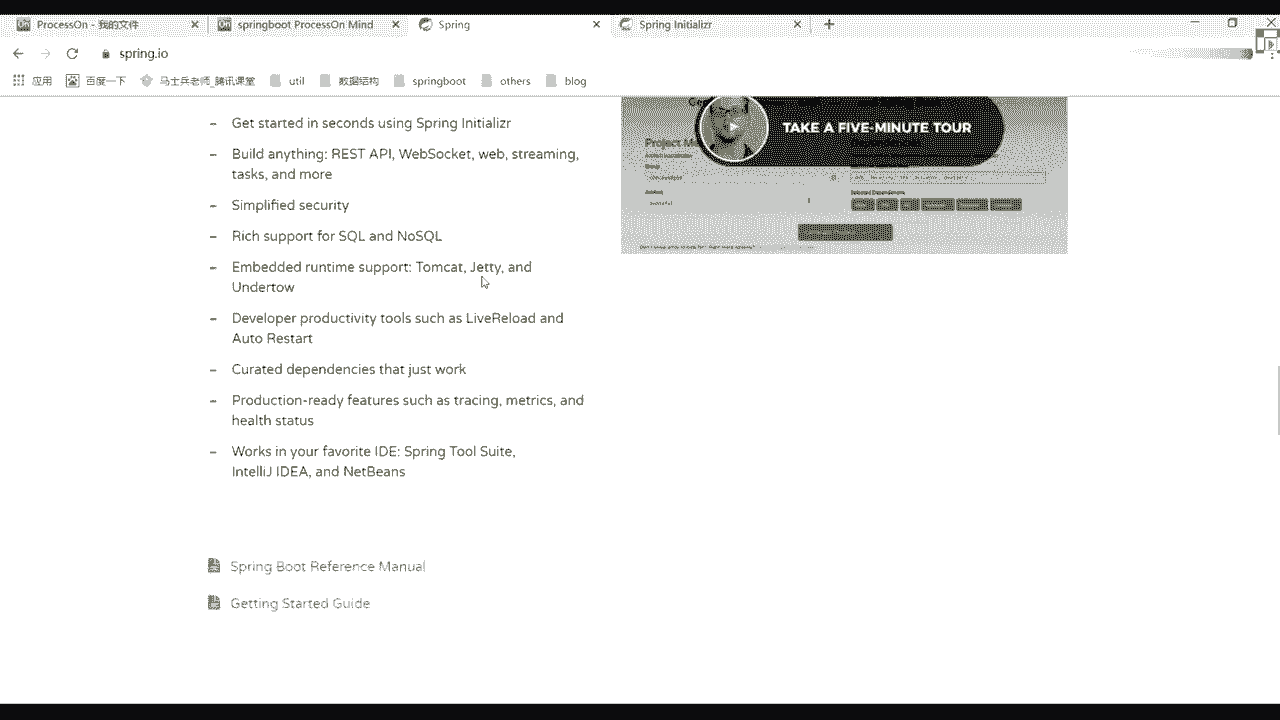 ProcessOn - 我的文件
springboot ProcessOn Mind
Spring
Spring Initializr
spring.io
应用
百度一下
马士兵老师_腾讯课堂
util
数据结构
springboot
others
blog
- Get started in seconds using Spring Initializr
- Build anything: REST API, WebSocket, web, streaming,
tasks, and more
- Simplified security
- Rich support for SQL and NoSQL
- Embedded runtime support: Tomcat, Jetty, and
Undertow
- Developer productivity tools such as LiveReload and
Auto Restart
- Curated dependencies that just work
- Production-ready features such as tracing, metrics, and
health status
- Works in your favorite IDE: Spring Tool Suite,
IntelliJ IDEA, and NetBeans
Spring Boot Reference Manual
Getting Started Guide
TAKE A FIVE-MINUTE TOUR